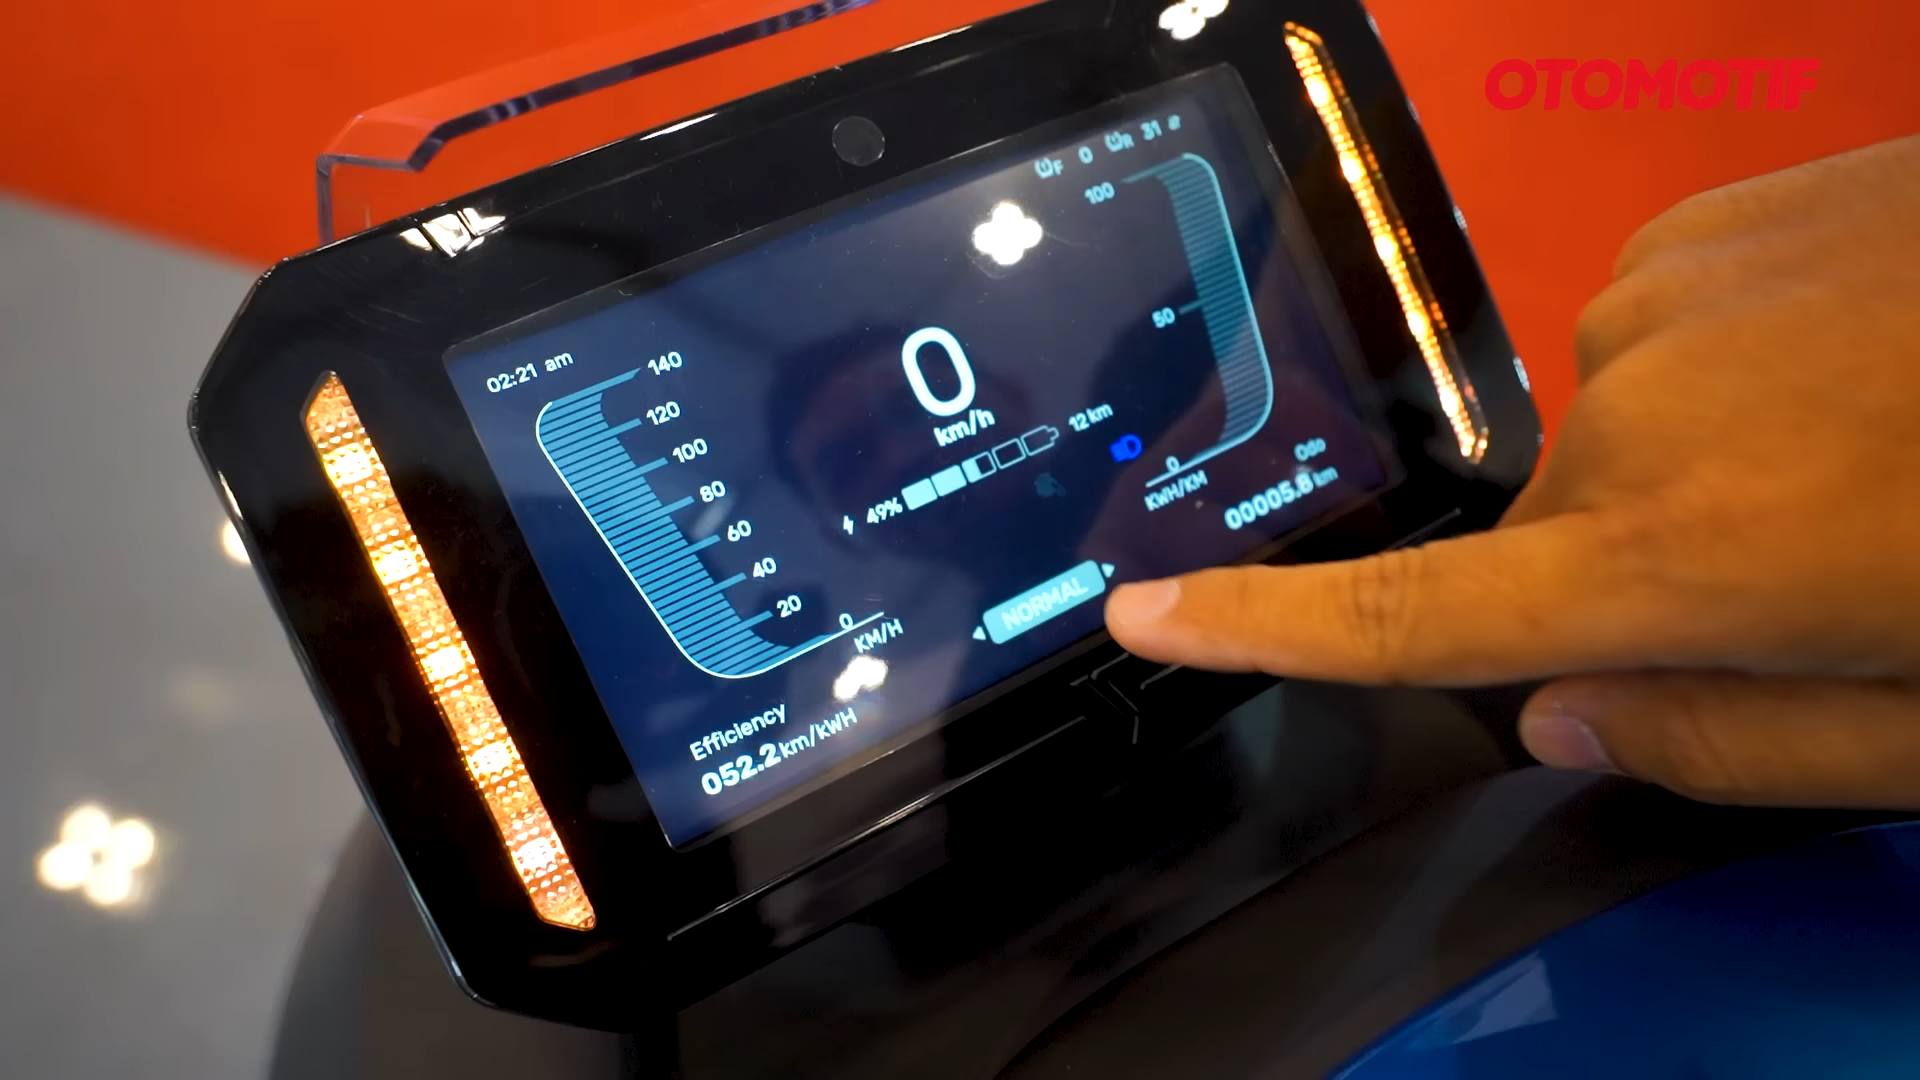 OTOMOTIF
F 0 R 31
02:21 am
140
120
100
80
60
40
20
0
KM/H
0
km/h
49%
12 km
100
50
0
KWH/KM
Odo
00005.8 km
NORMAL
Efficiency
052.2 km/kWH